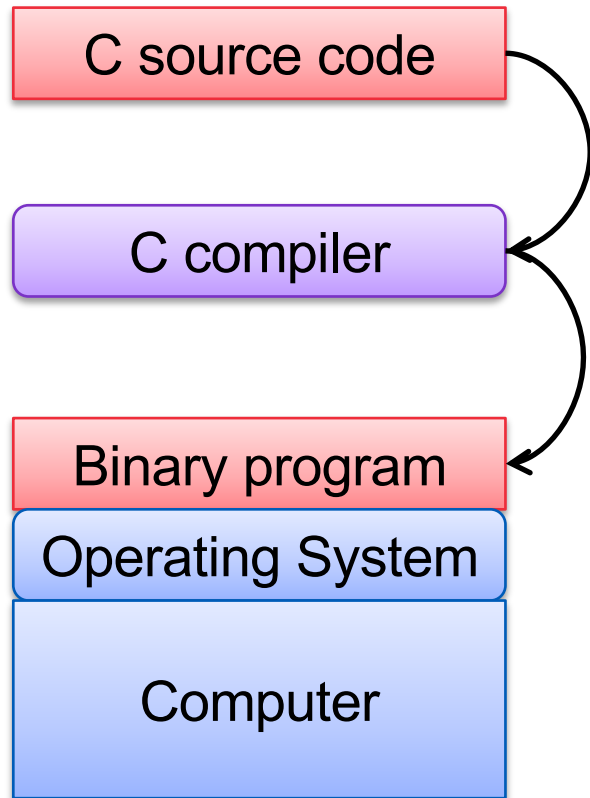 C source code
C compiler
Binary program
Operating System
Computer